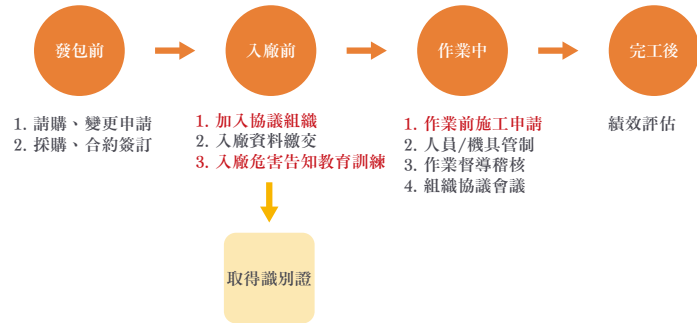 發包前
入廠前
作業中
完工後
1. 請購、變更申請
2. 採購、合約簽訂
1. 加入協議組織
2. 入廠資料繳交
3. 入廠危害告知教育訓練
1. 作業前施工申請
2. 人員/機具管制
3. 作業督導稽核
4. 組織協議會議
績效評估
取得識別證